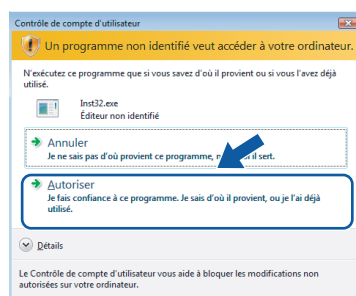 Contrôle de compte d'utilisateur
Un programme non identifié veut accéder à votre ordinateur.
N'exécutez ce programme que si vous savez d'où il provient ou si vous l'avez déjà
utilisé.
Inst32.exe
Éditeur non identifié
Annuler
Je ne sais pas d'où provient ce programme, il sert.
Autoriser
Je fais confiance à ce programme. Je sais d'où il provient, ou je l'ai déjà
utilisé.
Détails
Le Contrôle de compte d'utilisateur vous aide à bloquer les modifications non
autorisées sur votre ordinateur.